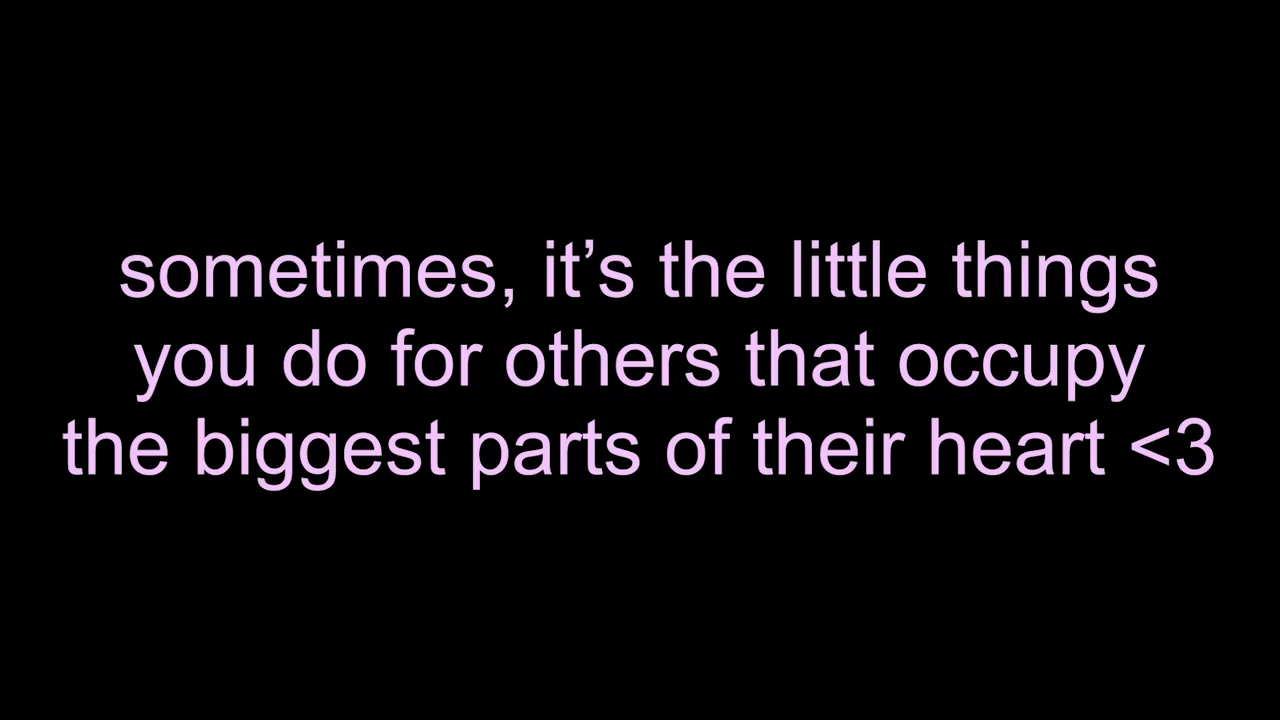 sometimes, it’s the little things
you do for others that occupy
the biggest parts of their heart <3